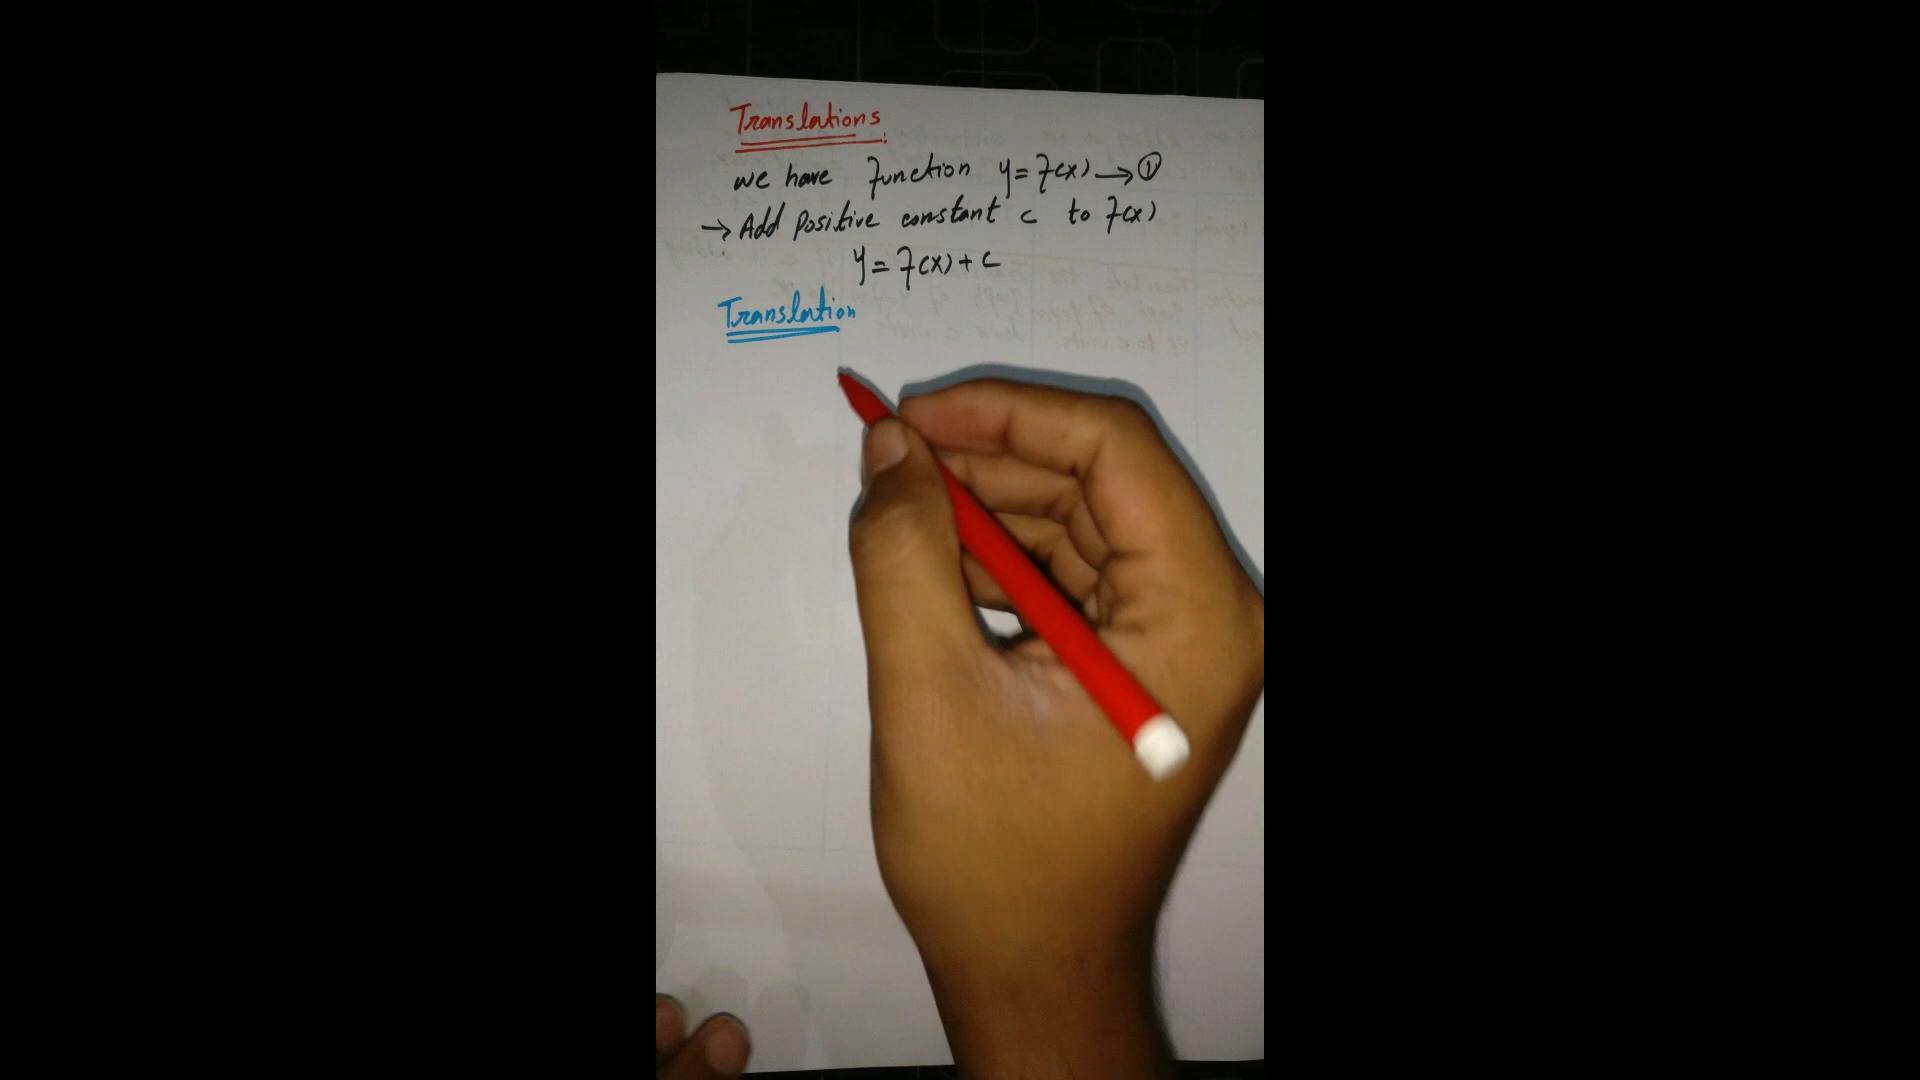 Translations:
we have function y = f(x) → ①
→ Add positive constant c to f(x)
y = f(x) + c
Translation